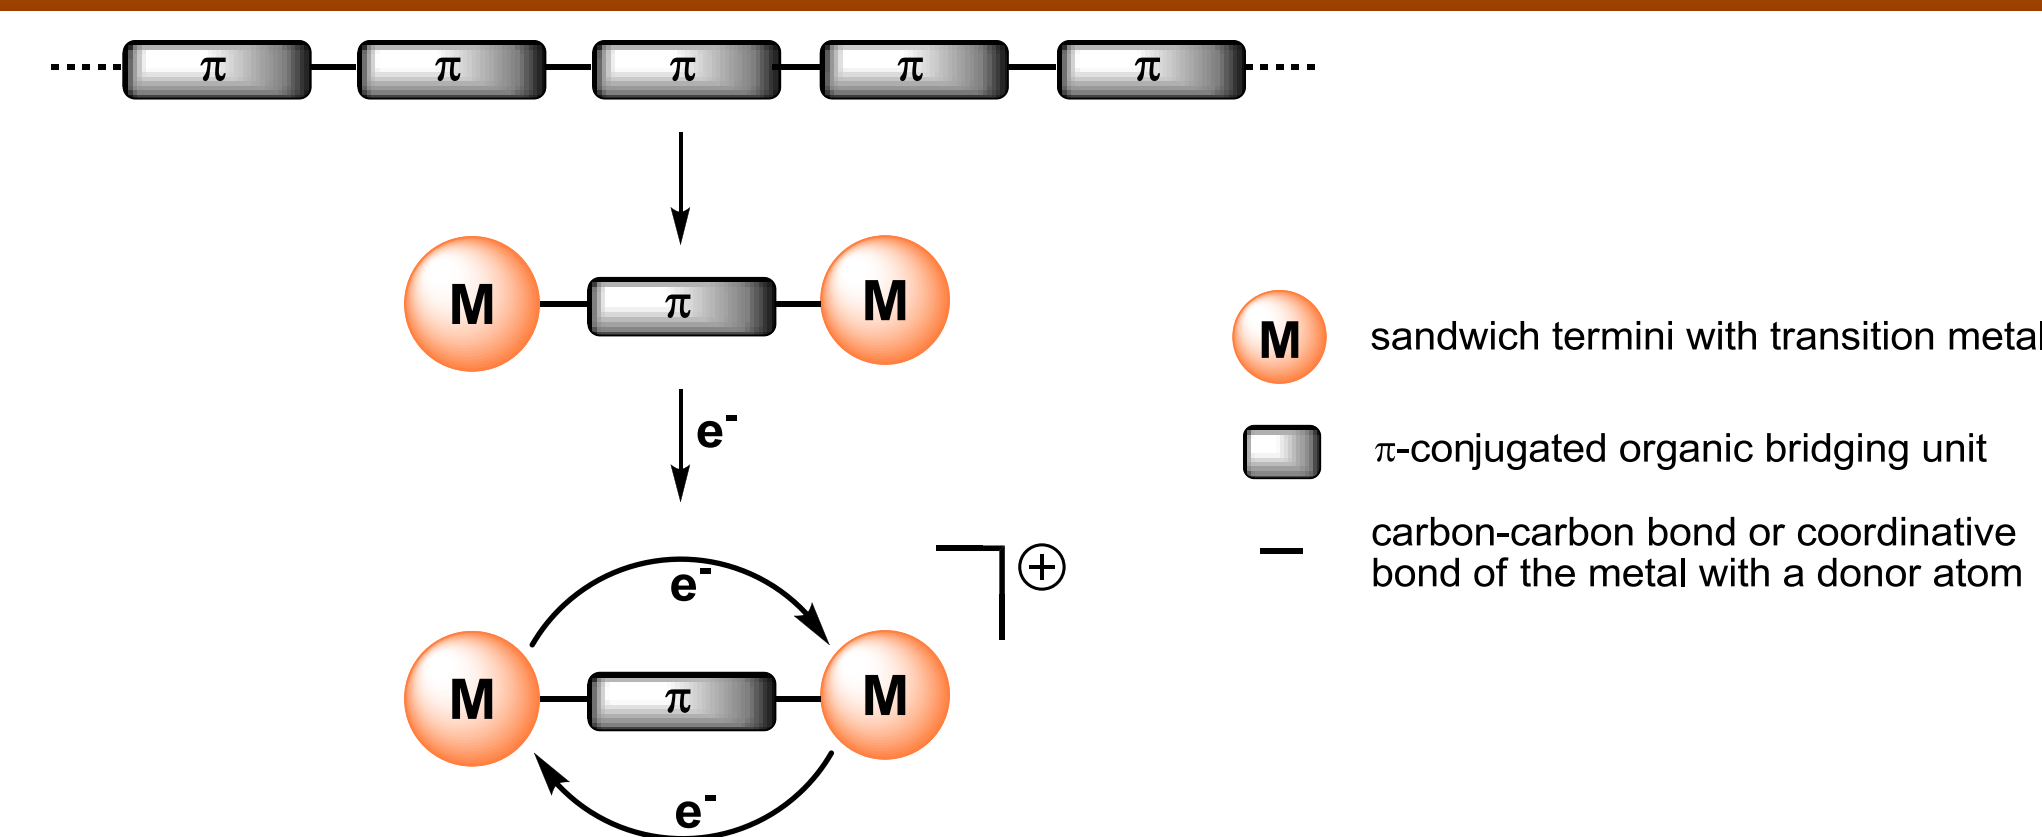 π π π π π
M π M
e-
M sandwich termini with transition metal
π-conjugated organic bridging unit
carbon-carbon bond or coordinative
bond of the metal with a donor atom
e-
+
M π M
e-